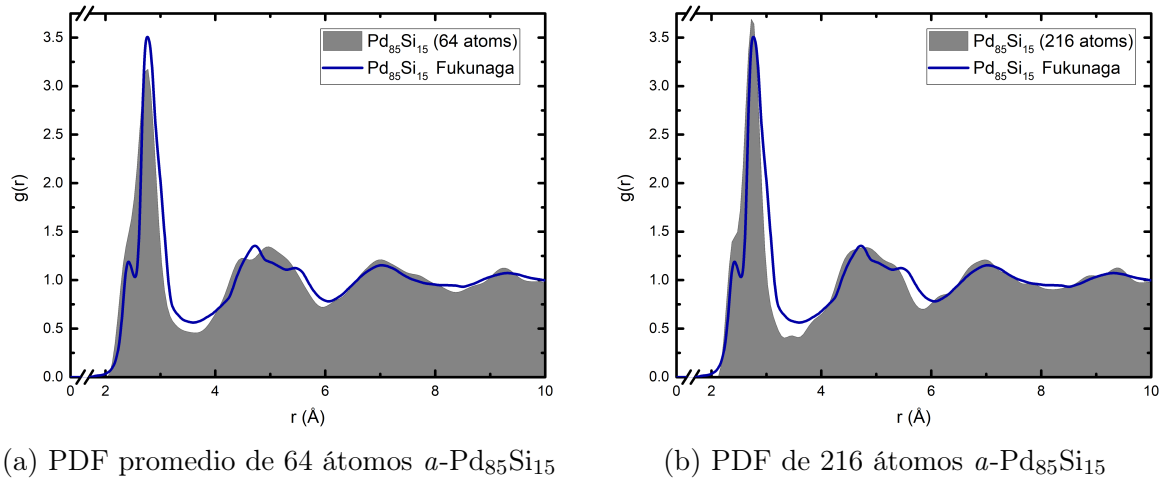 3.5
3.0
2.5
2.0
1.5
1.0
0.5
0.0
g(r)
0 2 4 6 8 10
r (Å)
Pd₈₅Si₁₅ (64 atoms)
Pd₈₅Si₁₅ Fukunaga
(a) PDF promedio de 64 átomos a-Pd₈₅Si₁₅
3.5
3.0
2.5
2.0
1.5
1.0
0.5
0.0
g(r)
0 2 4 6 8 10
r (Å)
Pd₈₅Si₁₅ (216 atoms)
Pd₈₅Si₁₅ Fukunaga
(b) PDF de 216 átomos a-Pd₈₅Si₁₅